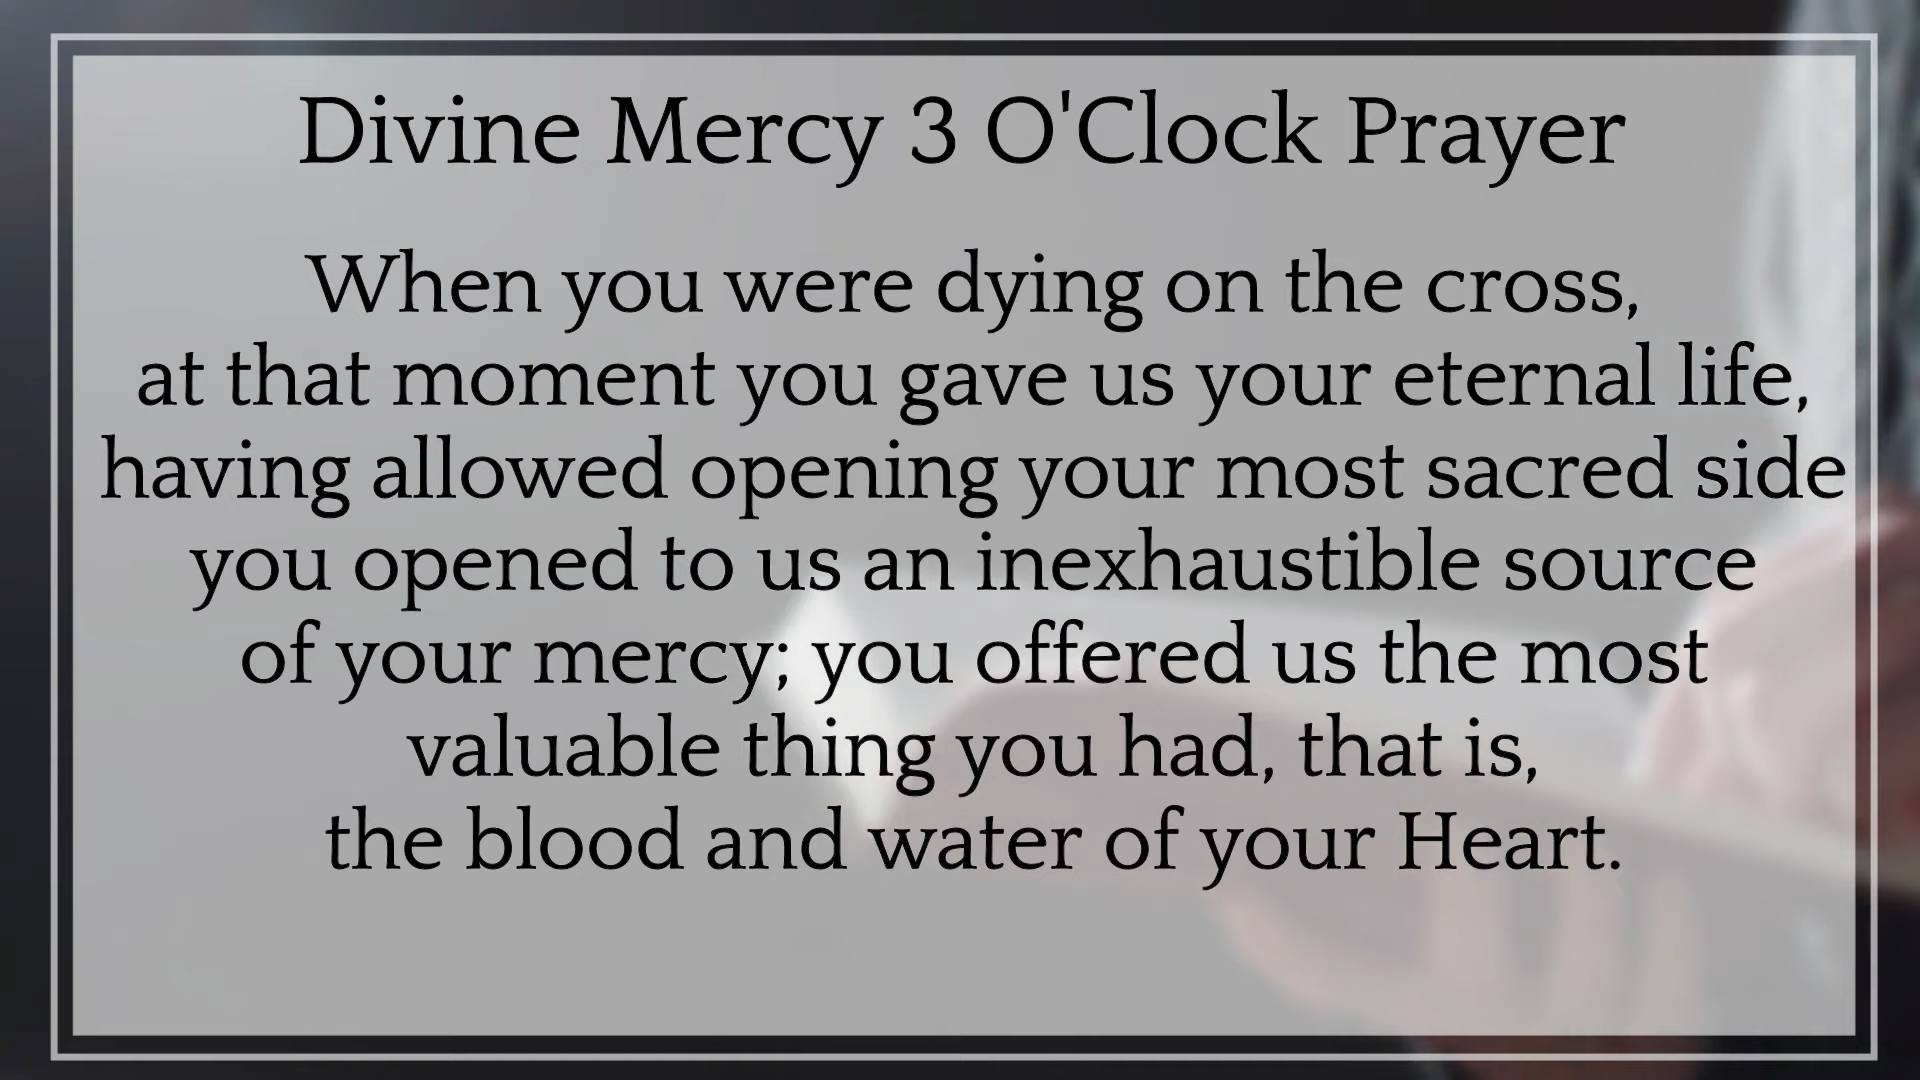 Divine Mercy 3 O'Clock Prayer
When you were dying on the cross,
at that moment you gave us your eternal life,
having allowed opening your most sacred side
you opened to us an inexhaustible source
of your mercy; you offered us the most
valuable thing you had, that is,
the blood and water of your Heart.